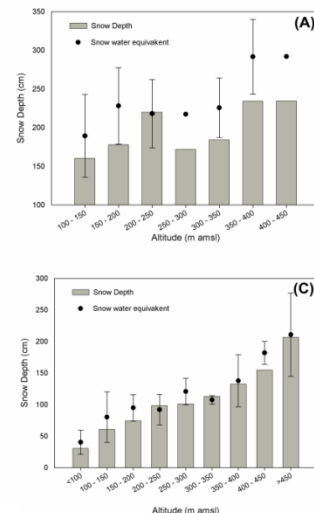 (A)
Snow Depth
Snow water equivakent
Snow Depth (cm)
350
300
250
200
150
100
100 - 150
150 - 200
200 - 250
250 - 300
300 - 350
350 - 400
400 - 450
Altitude (m amsl)
(C)
Snow Depth
Snow water equivakent
Snow Depth (cm)
300
250
200
150
100
50
0
<100
100 - 150
150 - 200
200 - 250
250 - 300
300 - 350
350 - 400
400 - 450
>450
Altitude (m amsl)